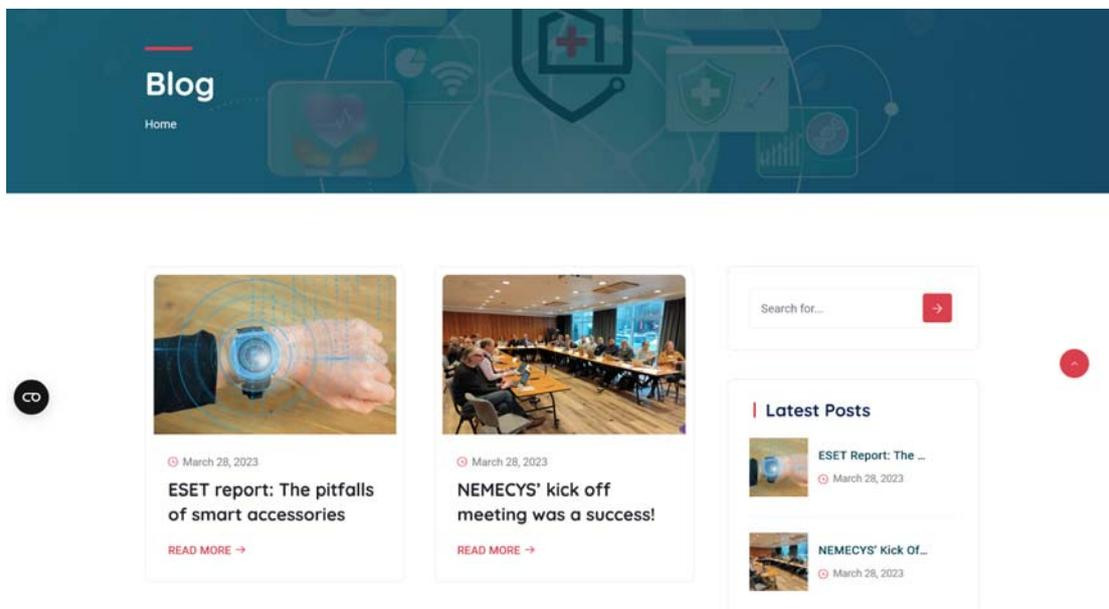 Blog
Home
March 28, 2023
ESET report: The pitfalls
of smart accessories
READ MORE →
March 28, 2023
NEMECYS' kick off
meeting was a success!
READ MORE →
Search for...
Latest Posts
ESET Report: The ...
March 28, 2023
NEMECYS' Kick Of...
March 28, 2023